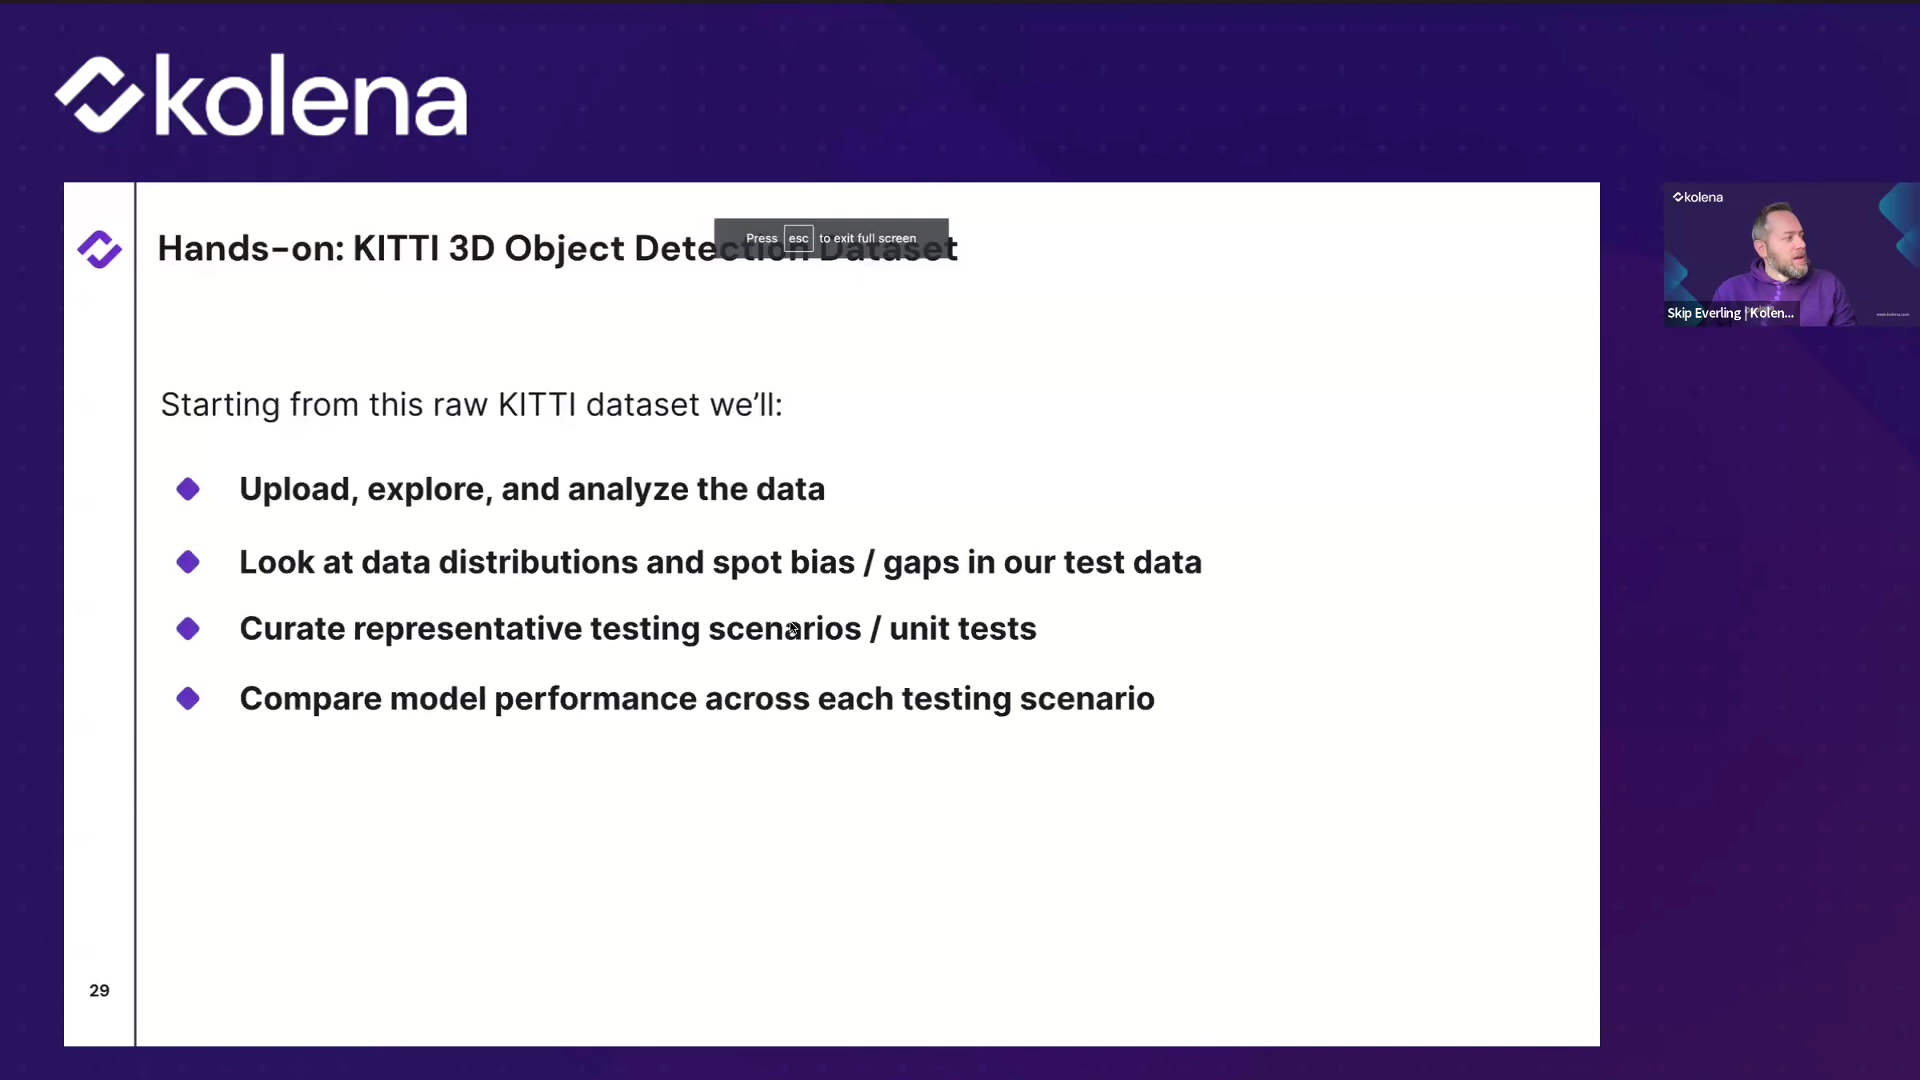 kolena
Hands-on: KITTI 3D Object Detection Dataset
Press esc to exit full screen
Starting from this raw KITTI dataset we'll:
Upload, explore, and analyze the data
Look at data distributions and spot bias / gaps in our test data
Curate representative testing scenarios / unit tests
Compare model performance across each testing scenario
29
kolena
Skip Everling | Kolen...